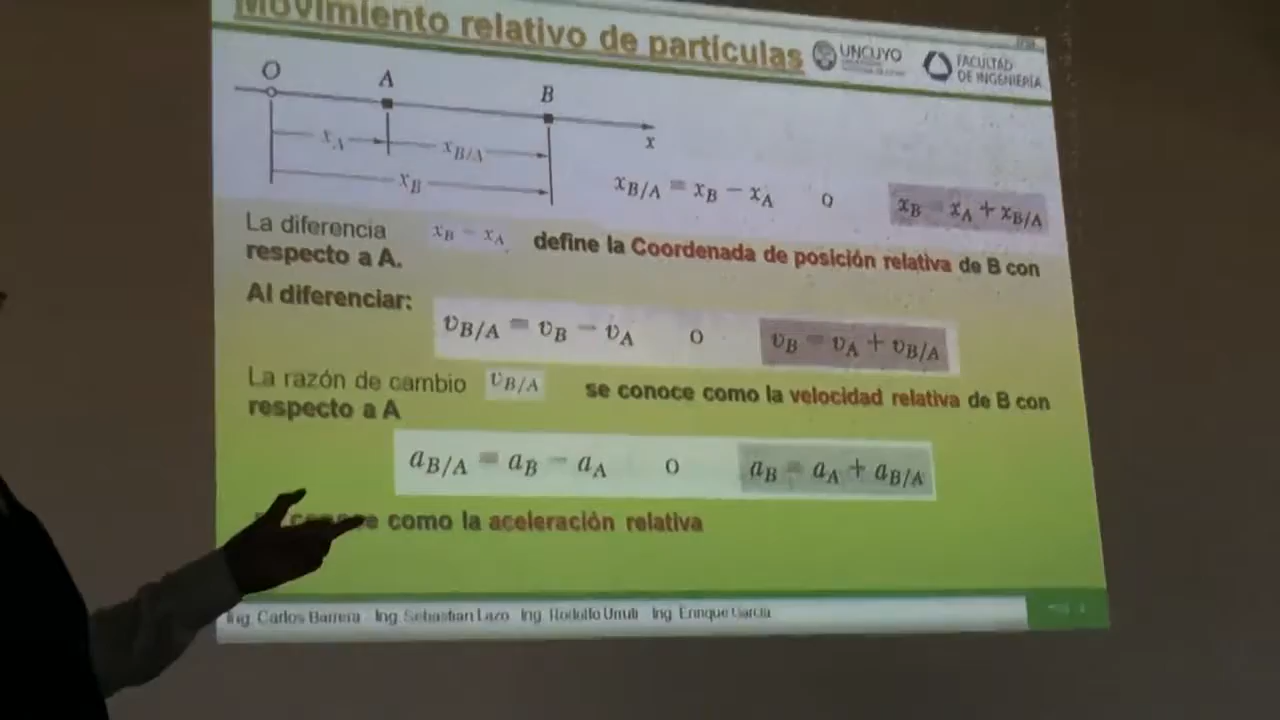 Movimiento relativo de partículas
UNCUYO
FACULTAD
DE INGENIERÍA
O A B
x
x_A x_{B/A}
x_B
x_{B/A} = x_B − x_A o x_B = x_A + x_{B/A}
La diferencia x_B − x_A define la Coordenada de posición relativa de B con
respecto a A.
Al diferenciar:
v_{B/A} = v_B − v_A o v_B = v_A + v_{B/A}
La razón de cambio v_{B/A} se conoce como la velocidad relativa de B con
respecto a A
a_{B/A} = a_B − a_A o a_B = a_A + a_{B/A}
conoce como la aceleración relativa
Ing. Carlos Barrera Ing. Sebastian Lazo Ing. Rodolfo Ing. Enrique García